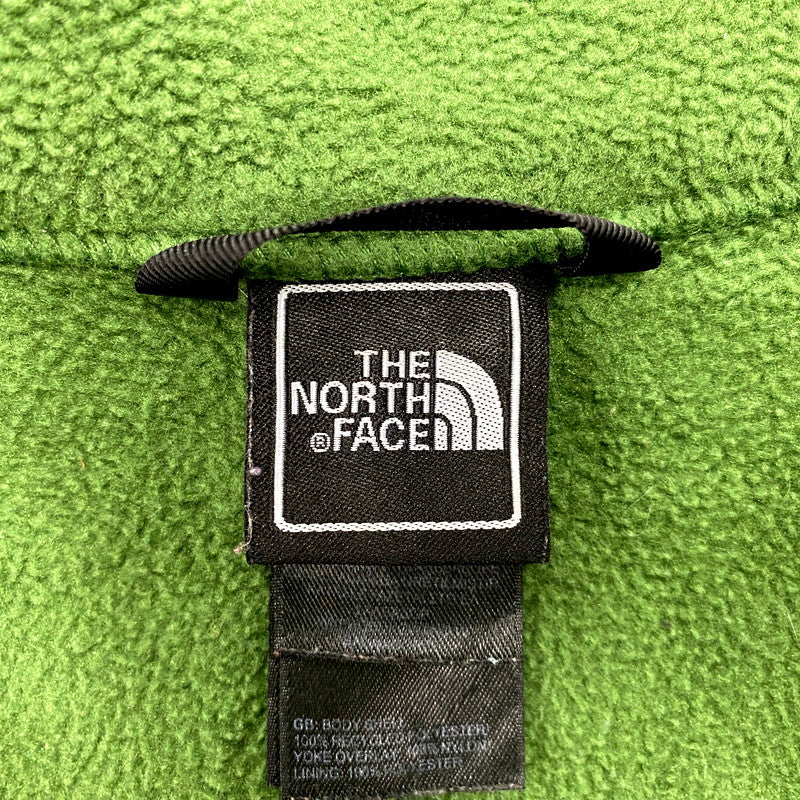 THE
NORTH
® FACE
GB: BODY SHELL
100% RECYCLED POLYESTER/
YOKE OVERLAY 100% NYLON/
LINING: 100% POLYESTER